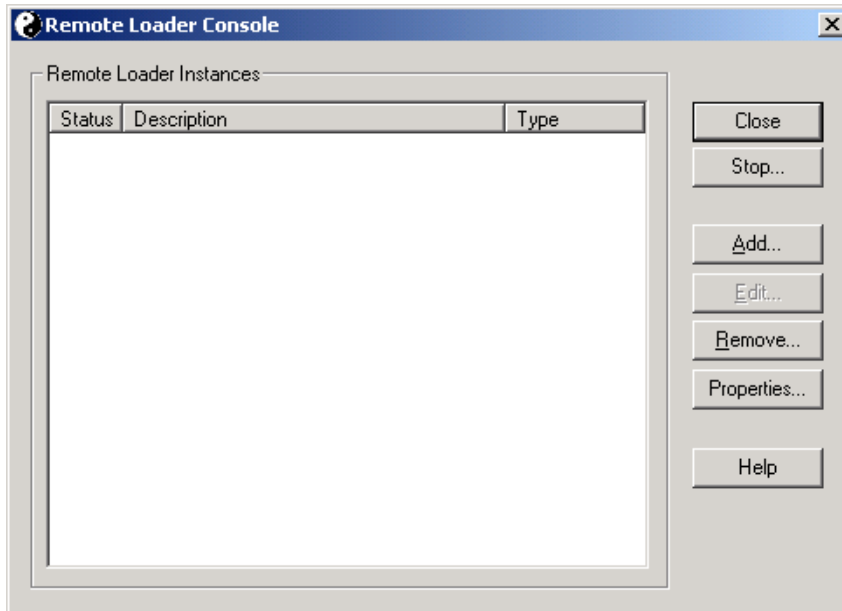 Remote Loader Console
Remote Loader Instances
Status Description Type
Close
Stop...
Add...
Edit...
Remove...
Properties...
Help